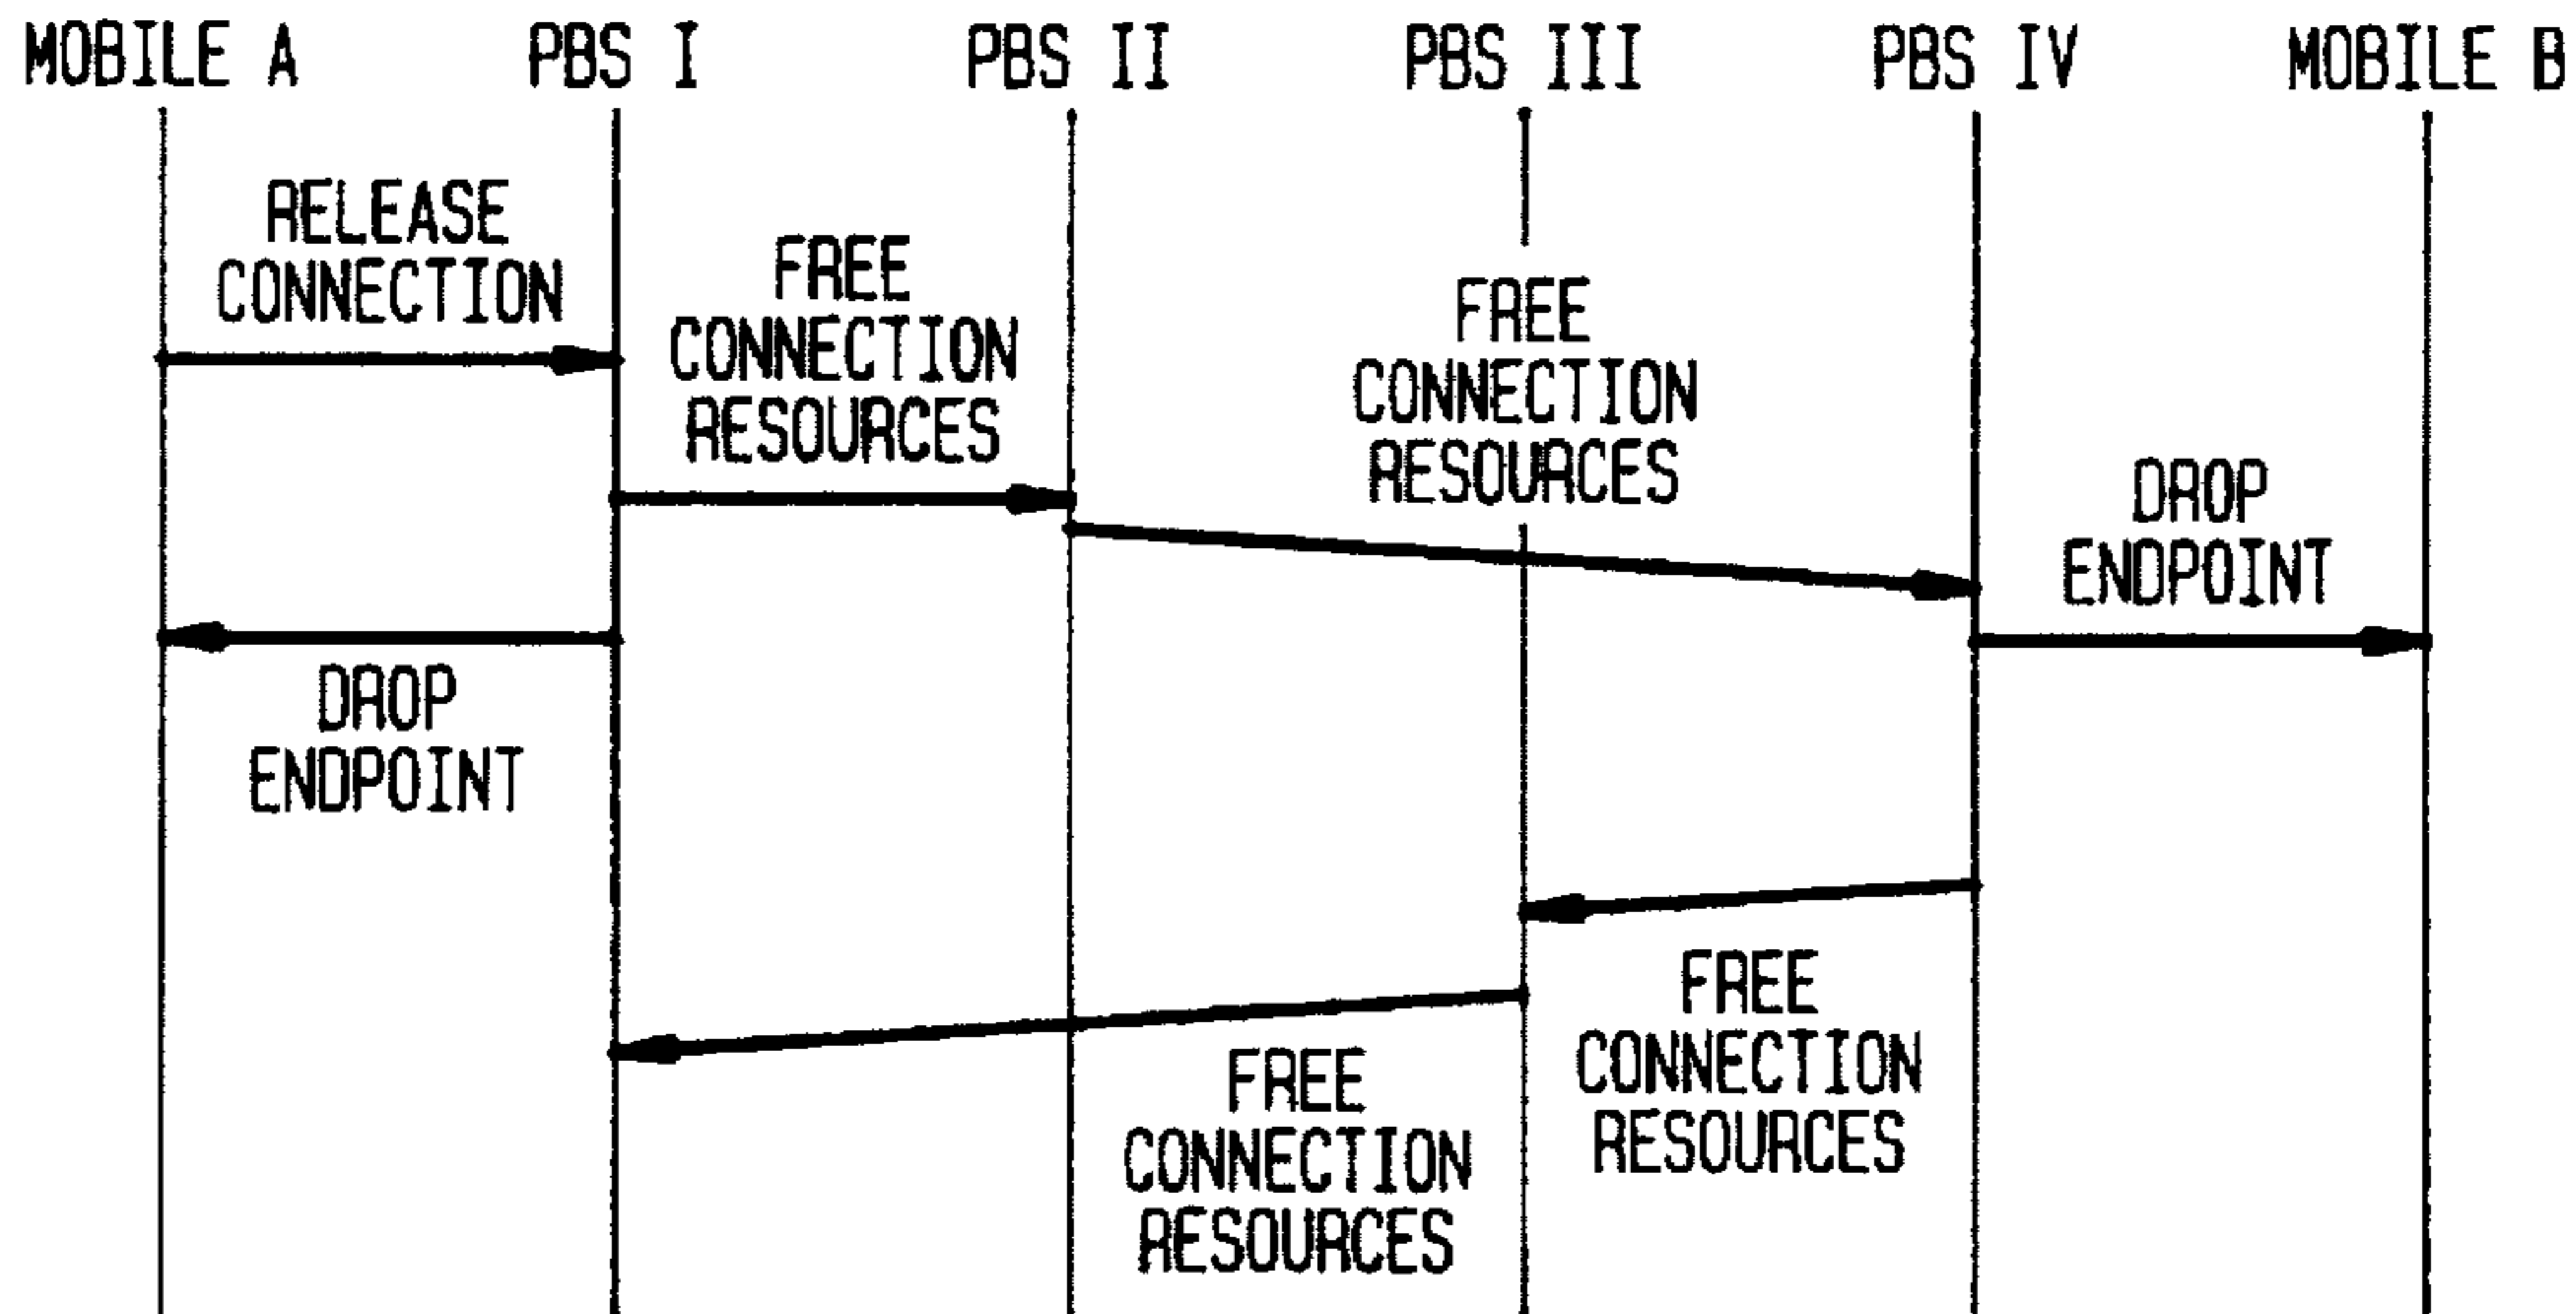 MOBILE A PBS I PBS II PBS III PBS IV MOBILE B
RELEASE
CONNECTION
FREE
CONNECTION
RESOURCES
FREE
CONNECTION
RESOURCES
DROP
ENDPOINT
DROP
ENDPOINT
FREE
CONNECTION
RESOURCES
FREE
CONNECTION
RESOURCES